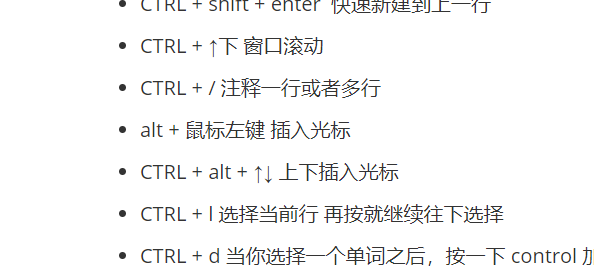 CTRL + shift + enter 快速新建到上一行
CTRL + ↑下 窗口滚动
CTRL + / 注释一行或者多行
alt + 鼠标左键 插入光标
CTRL + alt + ↑↓ 上下插入光标
CTRL + l 选择当前行 再按就继续往下选择
CTRL + d 当你选择一个单词之后，按一下 control 加